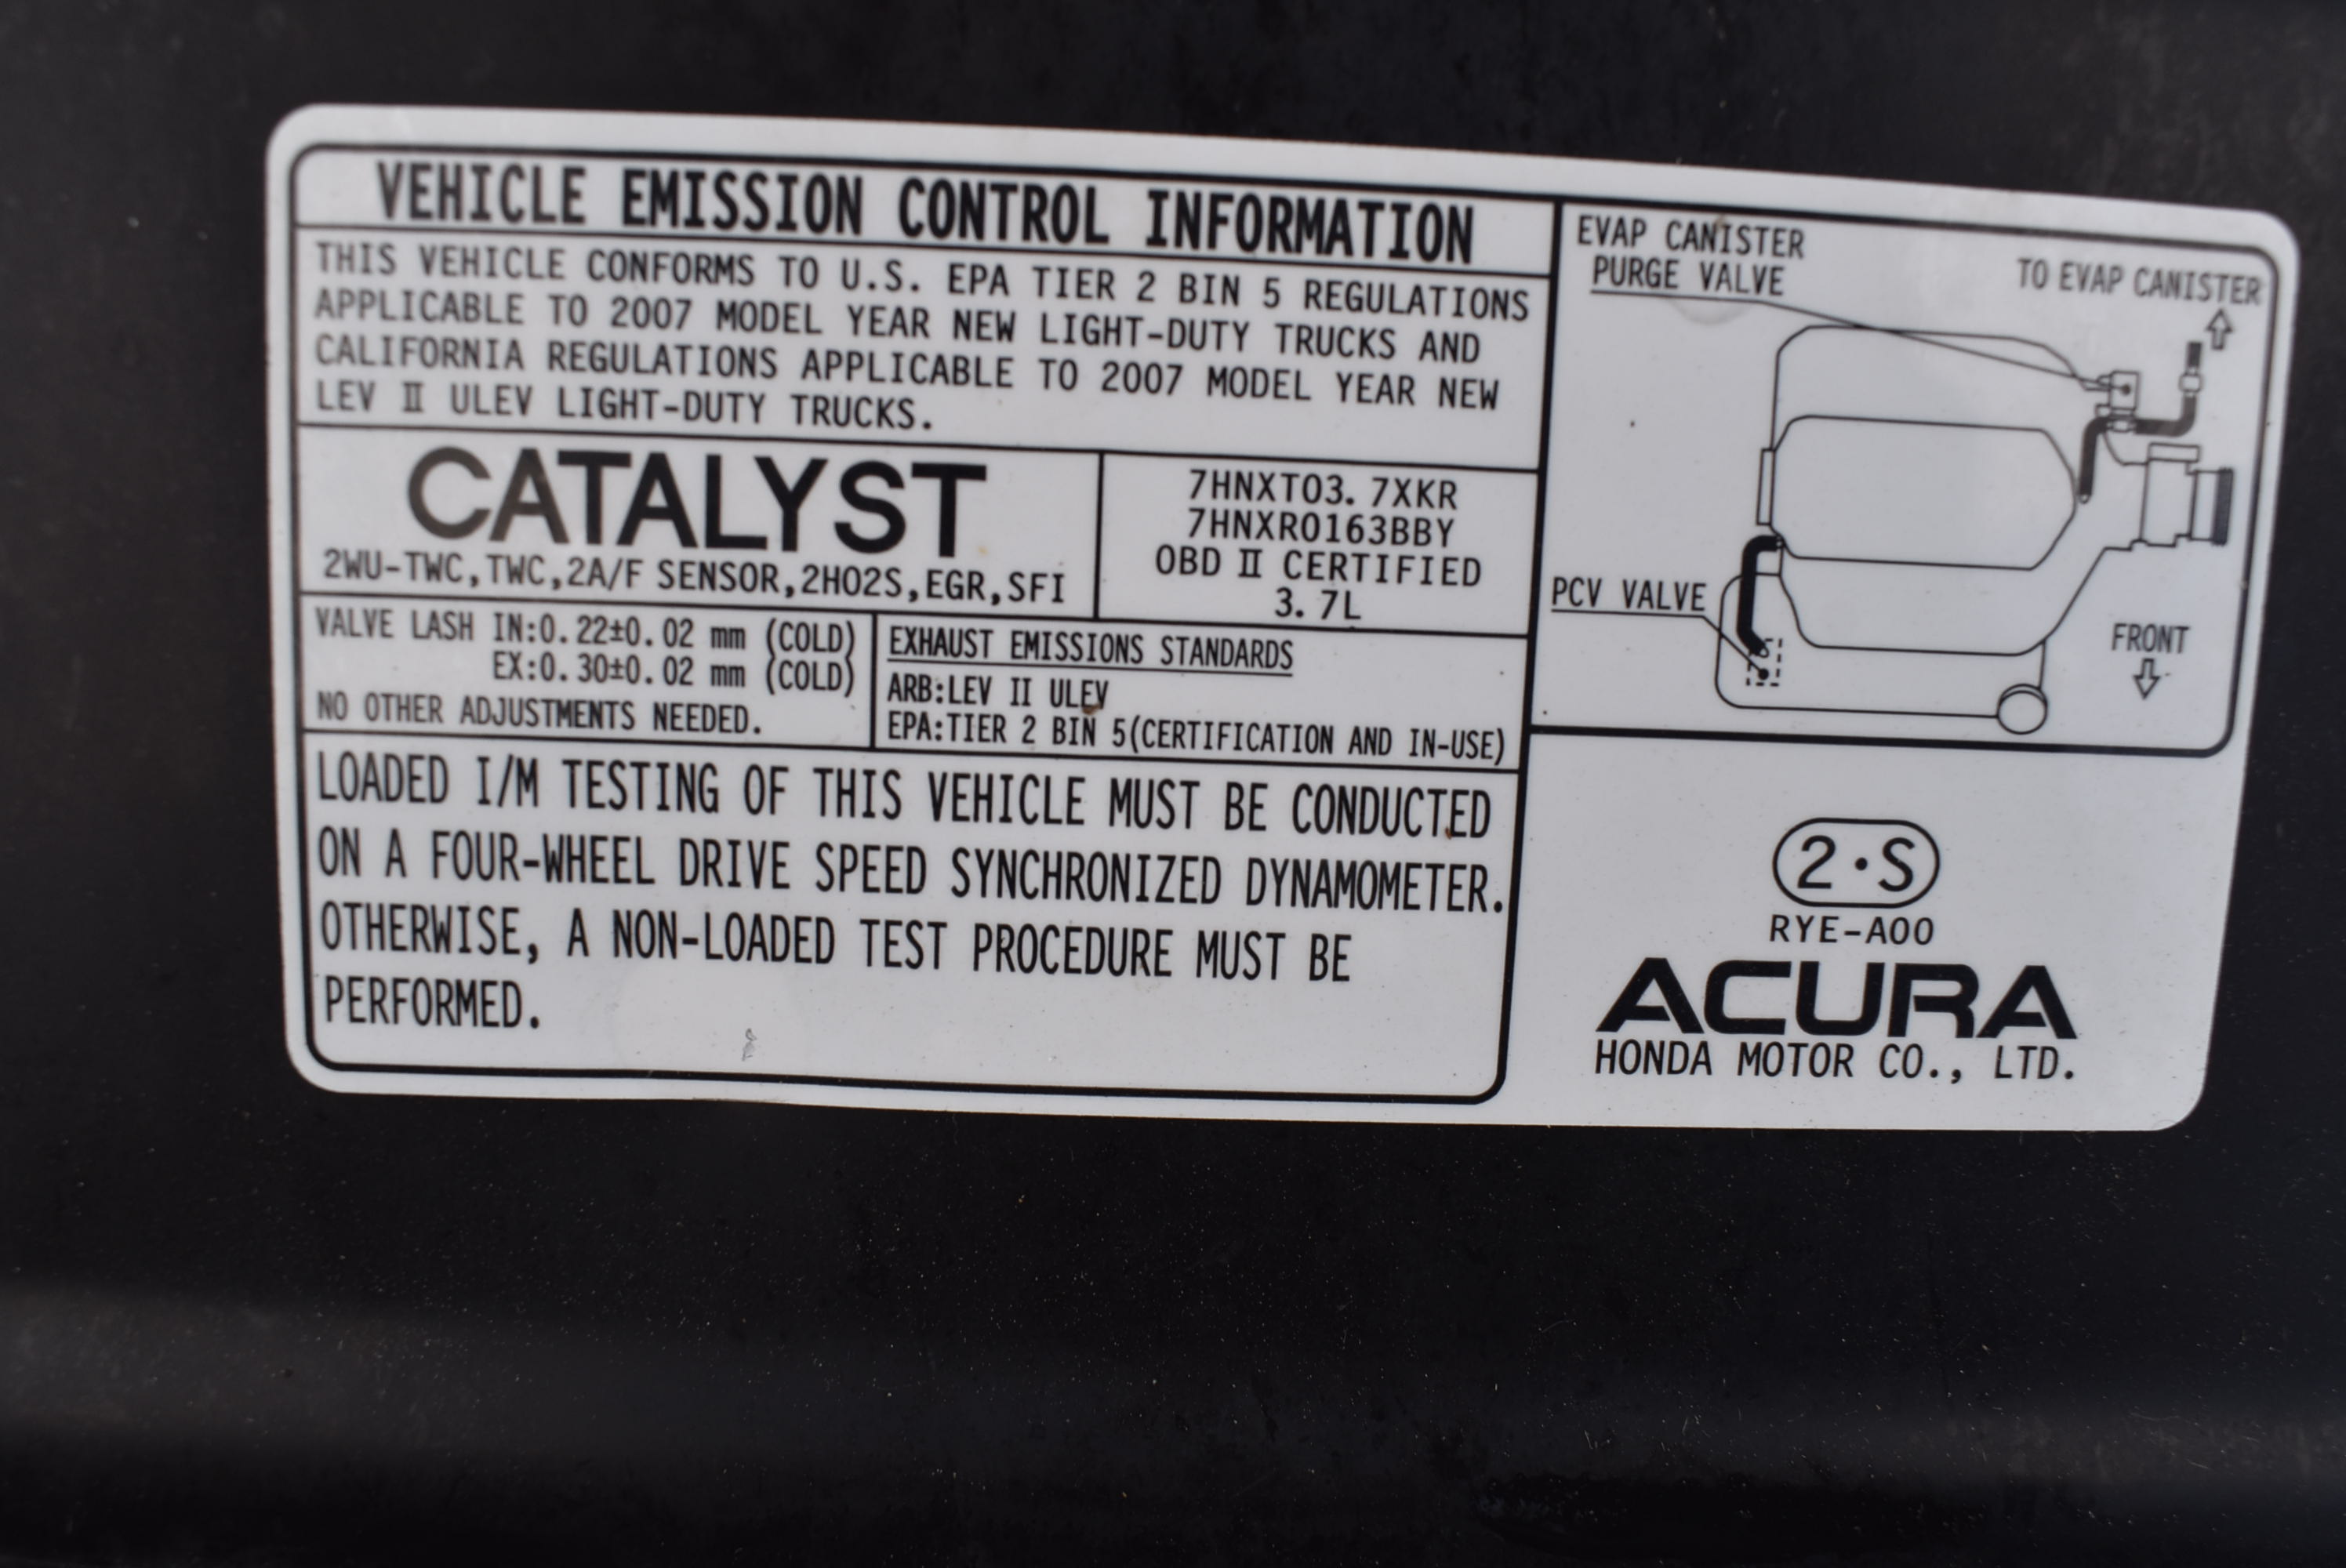 VEHICLE EMISSION CONTROL INFORMATION
THIS VEHICLE CONFORMS TO U.S. EPA TIER 2 BIN 5 REGULATIONS
APPLICABLE TO 2007 MODEL YEAR NEW LIGHT-DUTY TRUCKS AND
CALIFORNIA REGULATIONS APPLICABLE TO 2007 MODEL YEAR NEW
LEV II ULEV LIGHT-DUTY TRUCKS.
CATALYST
2WU-TWC,TWC,2A/F SENSOR,2HO2S,EGR,SFI
7HNXT03.7XKR
7HNXR0163BBY
OBD II CERTIFIED
3.7L
VALVE LASH IN:0.22±0.02 mm (COLD)
EX:0.30±0.02 mm (COLD)
NO OTHER ADJUSTMENTS NEEDED.
EXHAUST EMISSIONS STANDARDS
ARB:LEV II ULEV
EPA:TIER 2 BIN 5(CERTIFICATION AND IN-USE)
LOADED I/M TESTING OF THIS VEHICLE MUST BE CONDUCTED
ON A FOUR-WHEEL DRIVE SPEED SYNCHRONIZED DYNAMOMETER.
OTHERWISE, A NON-LOADED TEST PROCEDURE MUST BE
PERFORMED.
EVAP CANISTER
PURGE VALVE
TO EVAP CANISTER
PCV VALVE
FRONT
2·S
RYE-A00
ACURA
HONDA MOTOR CO., LTD.